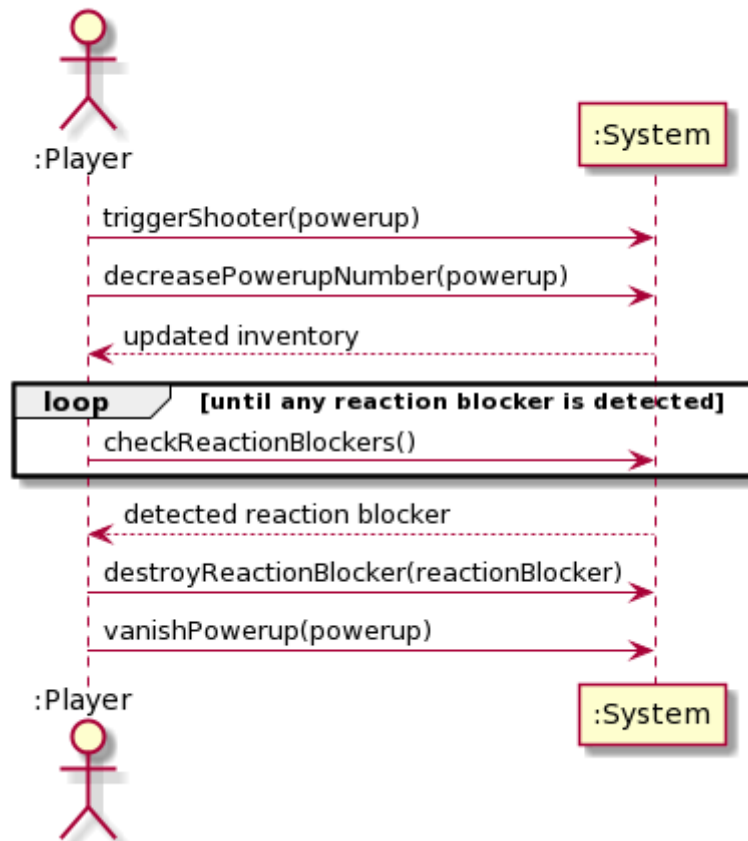 :Player
:System
triggerShooter(powerup)
decreasePowerupNumber(powerup)
updated inventory
loop [until any reaction blocker is detected]
checkReactionBlockers()
detected reaction blocker
destroyReactionBlocker(reactionBlocker)
vanishPowerup(powerup)
:Player
:System